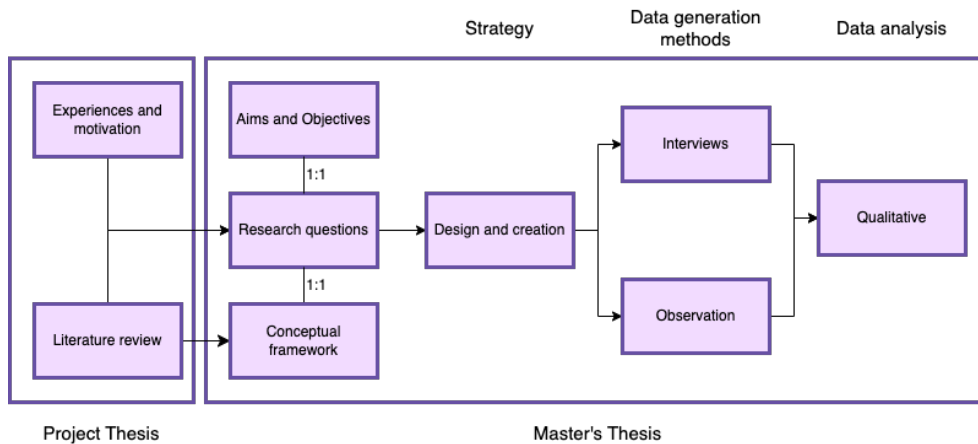 Strategy
Data generation
methods
Data analysis
Experiences and
motivation
Aims and Objectives
Interviews
1:1
Qualitative
Research questions
Design and creation
1:1
Literature review
Conceptual
framework
Observation
Project Thesis
Master's Thesis